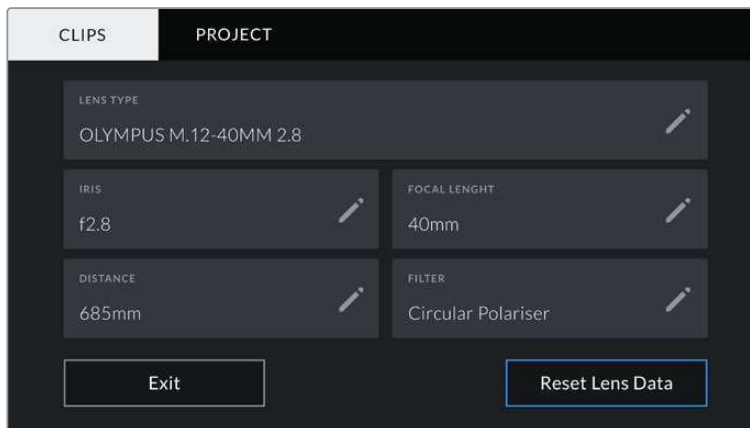 CLIPS PROJECT
LENS TYPE
OLYMPUS M.12-40MM 2.8
IRIS
f2.8
FOCAL LENGHT
40mm
DISTANCE
685mm
FILTER
Circular Polariser
Exit
Reset Lens Data